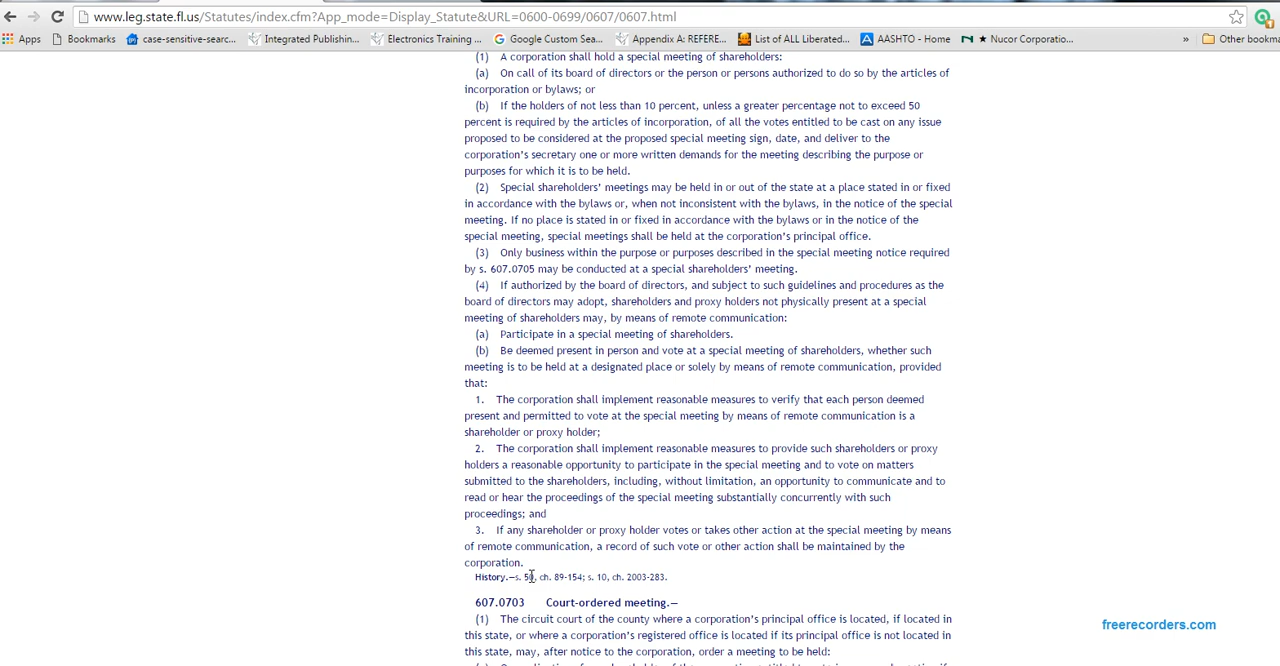 www.leg.state.fl.us/Statutes/index.cfm?App_mode=Display_Statute&URL=0600-0699/0607/0607.html
Apps Bookmarks case-sensitive-searc... Integrated Publishin... Electronics Training ... Google Custom Sea... Appendix A: REFERE... List of ALL Liberated... AASHTO - Home ★ Nucor Corporatio... » Other bookma
(1) A corporation shall hold a special meeting of shareholders:
(a) On call of its board of directors or the person or persons authorized to do so by the articles of
incorporation or bylaws; or
(b) If the holders of not less than 10 percent, unless a greater percentage not to exceed 50
percent is required by the articles of incorporation, of all the votes entitled to be cast on any issue
proposed to be considered at the proposed special meeting sign, date, and deliver to the
corporation's secretary one or more written demands for the meeting describing the purpose or
purposes for which it is to be held.
(2) Special shareholders' meetings may be held in or out of the state at a place stated in or fixed
in accordance with the bylaws or, when not inconsistent with the bylaws, in the notice of the special
meeting. If no place is stated in or fixed in accordance with the bylaws or in the notice of the
special meeting, special meetings shall be held at the corporation's principal office.
(3) Only business within the purpose or purposes described in the special meeting notice required
by s. 607.0705 may be conducted at a special shareholders' meeting.
(4) If authorized by the board of directors, and subject to such guidelines and procedures as the
board of directors may adopt, shareholders and proxy holders not physically present at a special
meeting of shareholders may, by means of remote communication:
(a) Participate in a special meeting of shareholders.
(b) Be deemed present in person and vote at a special meeting of shareholders, whether such
meeting is to be held at a designated place or solely by means of remote communication, provided
that:
1. The corporation shall implement reasonable measures to verify that each person deemed
present and permitted to vote at the special meeting by means of remote communication is a
shareholder or proxy holder;
2. The corporation shall implement reasonable measures to provide such shareholders or proxy
holders a reasonable opportunity to participate in the special meeting and to vote on matters
submitted to the shareholders, including, without limitation, an opportunity to communicate and to
read or hear the proceedings of the special meeting substantially concurrently with such
proceedings; and
3. If any shareholder or proxy holder votes or takes other action at the special meeting by means
of remote communication, a record of such vote or other action shall be maintained by the
corporation.
History.—s. 50, ch. 89-154; s. 10, ch. 2003-283.
607.0703 Court-ordered meeting.—
(1) The circuit court of the county where a corporation's principal office is located, if located in
this state, or where a corporation's registered office is located if its principal office is not located in
this state, may, after notice to the corporation, order a meeting to be held:
freerecorders.com